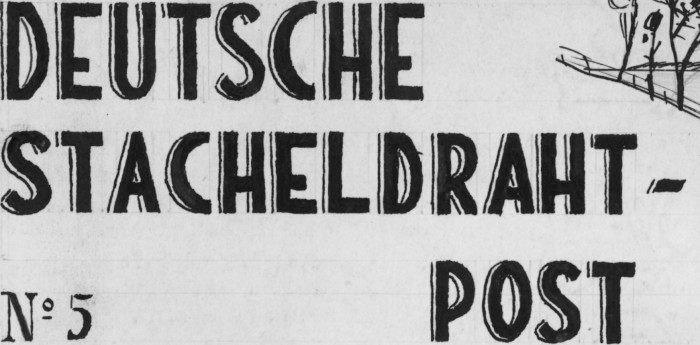 DEUTSCHE
STACHELDRAHT-
POST
Nº 5